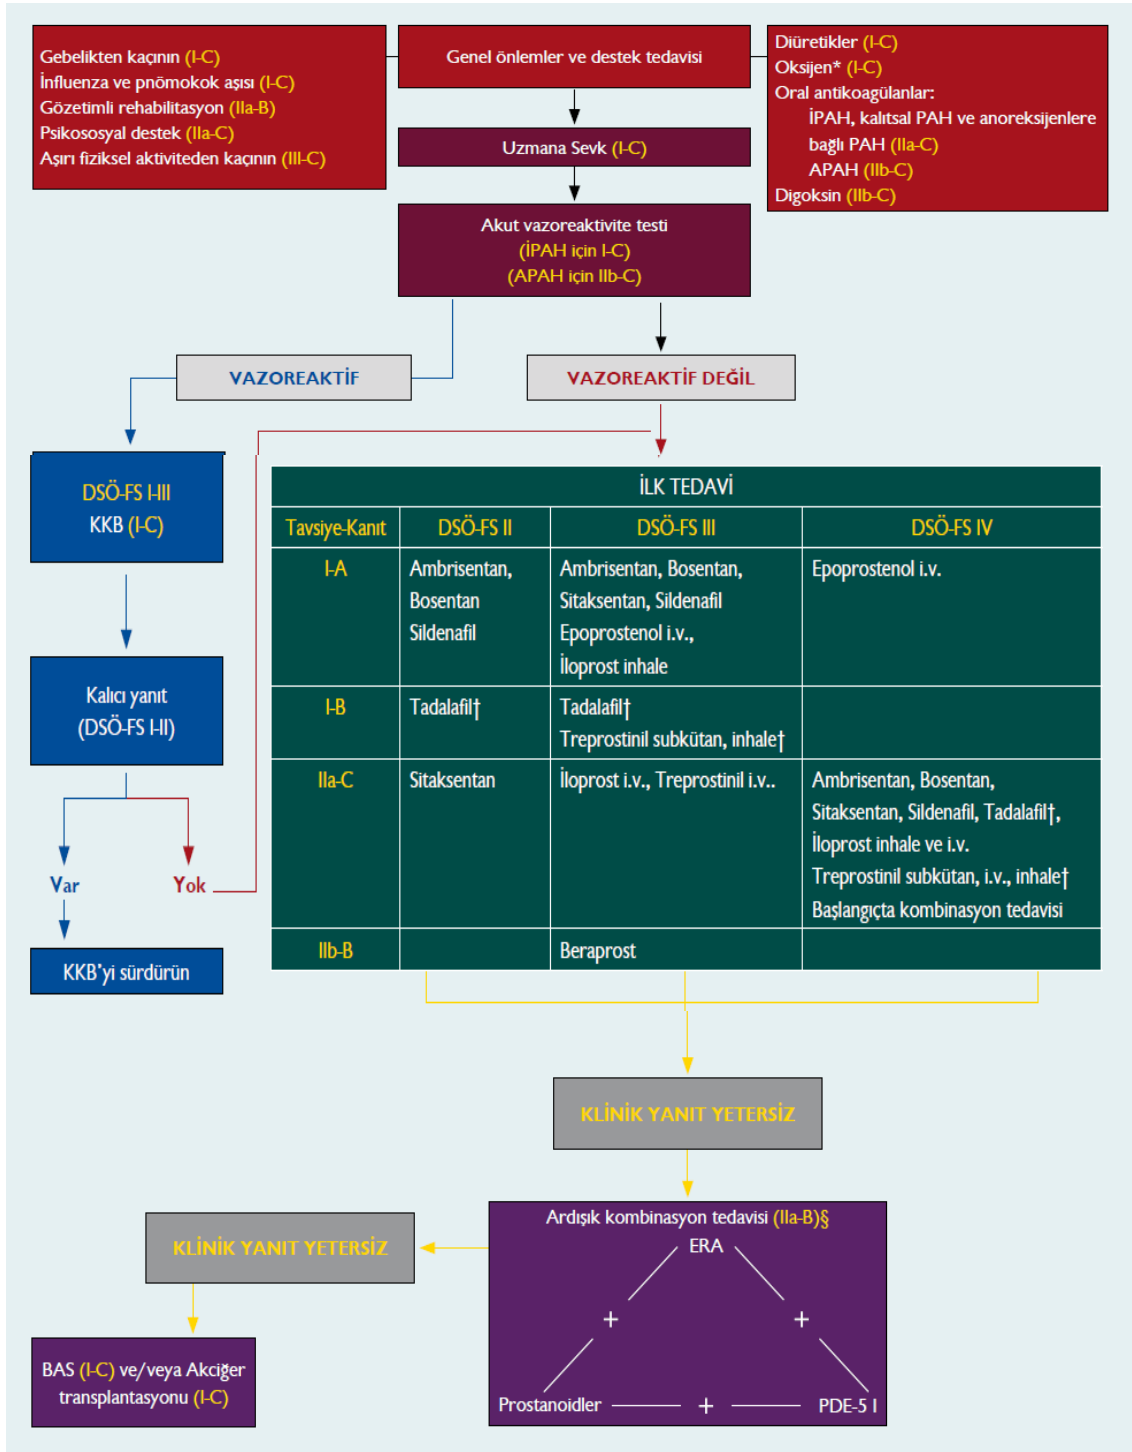 Gebelikten kaçının (I-C)
İnfluenza ve pnömokok aşısı (I-C)
Gözetimli rehabilitasyon (IIa-B)
Psikososyal destek (IIa-C)
Aşırı fiziksel aktiviteden kaçının (III-C)
Genel önlemler ve destek tedavisi
Diüretikler (I-C)
Oksijen* (I-C)
Oral antikoagülanlar:
İPAH, kalıtsal PAH ve anoreksijenlere
bağlı PAH (IIa-C)
APAH (IIb-C)
Digoksin (IIb-C)
Uzmana Sevk (I-C)
Akut vazoreaktivite testi
(İPAH için I-C)
(APAH için IIb-C)
VAZOREAKTİF
VAZOREAKTİF DEĞİL
DSÖ-FS I-III
KKB (I-C)
Kalıcı yanıt
(DSÖ-FS I-II)
Var
Yok
KKB'yi sürdürün
İLK TEDAVİ
Tavsiye-Kanıt DSÖ-FS II DSÖ-FS III DSÖ-FS IV
I-A
Ambrisentan,
Bosentan
Sildenafil
Ambrisentan, Bosentan,
Sitaksentan, Sildenafil
Epoprostenol i.v.,
İloprost inhale
Epoprostenol i.v.
I-B
Tadalafil†
Tadalafil†
Treprostinil subkütan, inhale†
IIa-C
Sitaksentan
İloprost i.v., Treprostinil i.v..
Ambrisentan, Bosentan,
Sitaksentan, Sildenafil, Tadalafil†,
İloprost inhale ve i.v.
Treprostinil subkütan, i.v., inhale†
Başlangıçta kombinasyon tedavisi
IIb-B
Beraprost
KLİNİK YANIT YETERSİZ
Ardışık kombinasyon tedavisi (IIa-B)§
ERA
+ +
Prostanoidler + PDE-5 I
KLİNİK YANIT YETERSİZ
BAS (I-C) ve/veya Akciğer
transplantasyonu (I-C)